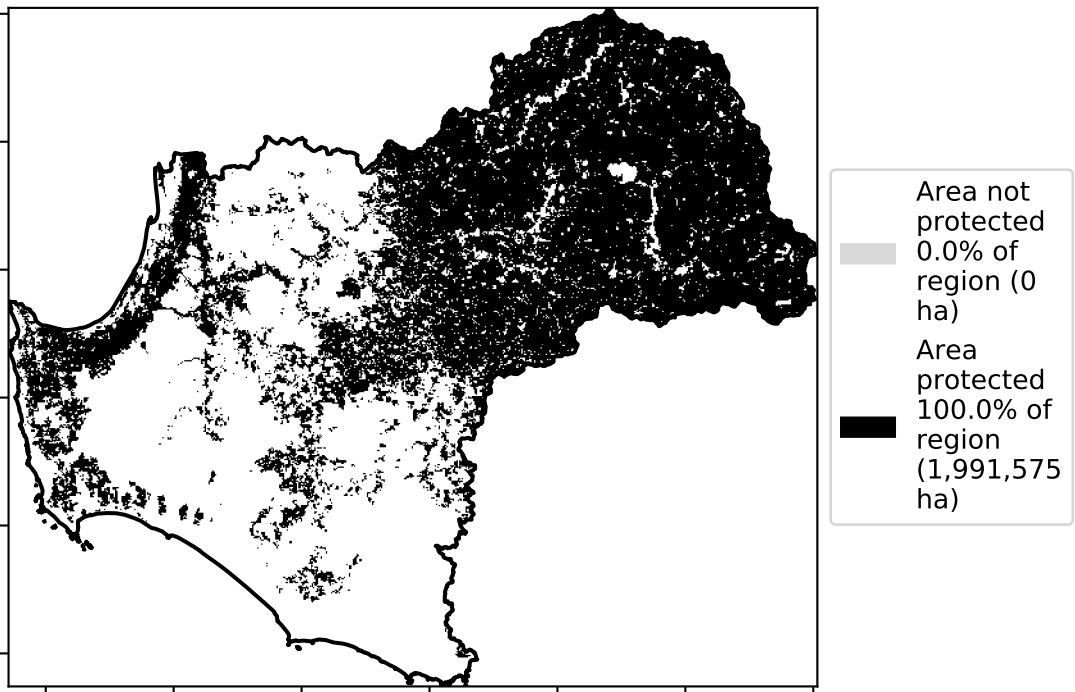 Area not
protected
0.0% of
region (0
ha)
Area
protected
100.0% of
region
(1,991,575
ha)